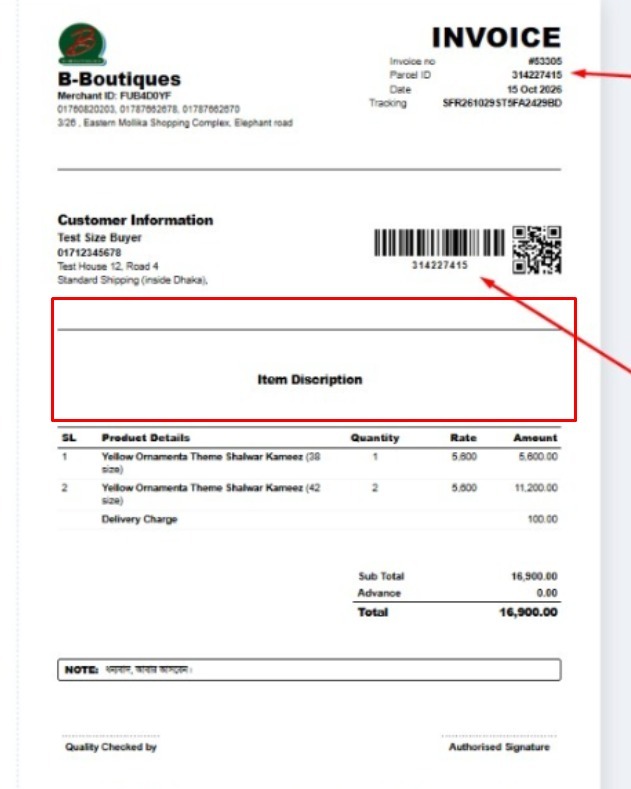 INVOICE
Invoice no #53305
Parcel ID 314227415
Date 15 Oct 2026
Tracking SFR261029ST5FA2429BD
B-Boutiques
Merchant ID: FUB4D0YF
01760820203, 01787662678, 01787662670
3/26 , Eastern Mollika Shopping Complex, Elephant road
Customer Information
Test Size Buyer
01712345678
Test House 12, Road 4
Standard Shipping (inside Dhaka),
314227415
Item Discription
SL Product Details Quantity Rate Amount
1 Yellow Ornamenta Theme Shalwar Kameez (38 1 5,600 5,600.00
size)
2 Yellow Ornamenta Theme Shalwar Kameez (42 2 5,600 11,200.00
size)
Delivery Charge 100.00
Sub Total 16,900.00
Advance 0.00
Total 16,900.00
NOTE: ধন্যবাদ, আবার আসবেন।
Quality Checked by
Authorised Signature